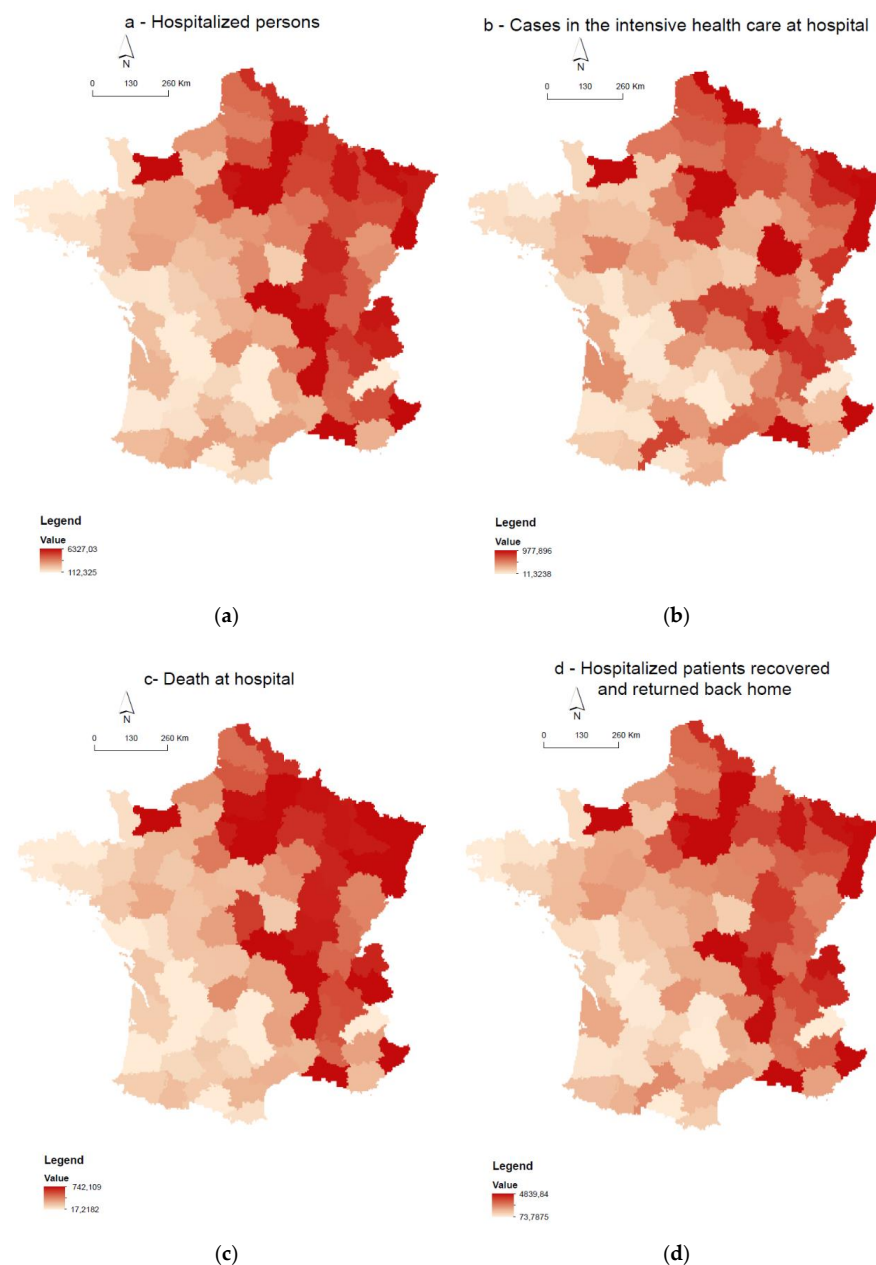 a - Hospitalized persons
N
0 130 260 Km
Legend
Value
6327,03
112,325
(a)
b - Cases in the intensive health care at hospital
N
0 130 260 Km
Legend
Value
977,896
11,3238
(b)
c- Death at hospital
N
0 130 260 Km
Legend
Value
742,109
17,2182
(c)
d - Hospitalized patients recovered
and returned back home
N
0 130 260 Km
Legend
Value
4839,84
73,7875
(d)